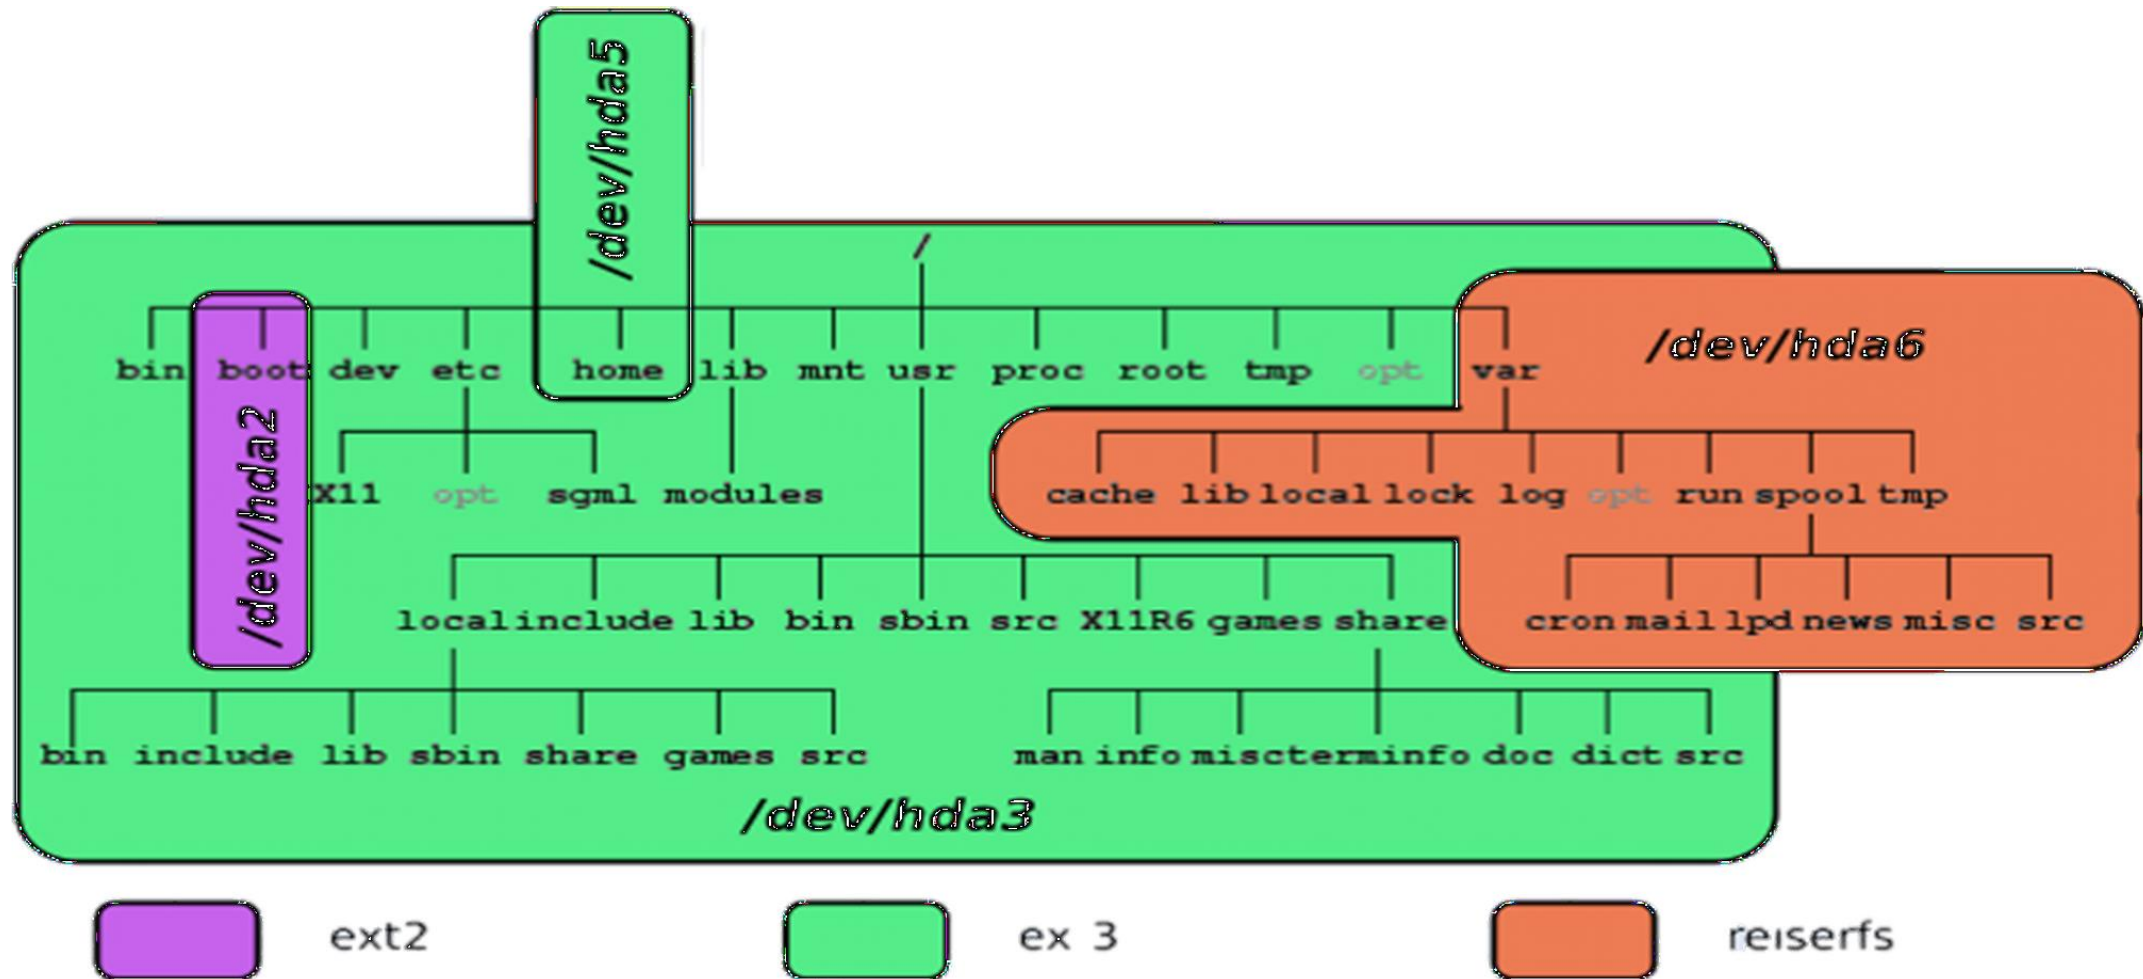 /dev/hda5
/
bin boot dev etc home lib mnt usr proc root tmp opt var
/dev/hda6
/dev/hda2
X11 opt sgml modules
cache lib local lock log opt run spool tmp
local include lib bin sbin src X11R6 games share
cron mail lpd news misc src
bin include lib sbin share games src
man info misc terminfo doc dict src
/dev/hda3
ext2
ex 3
reiserfs